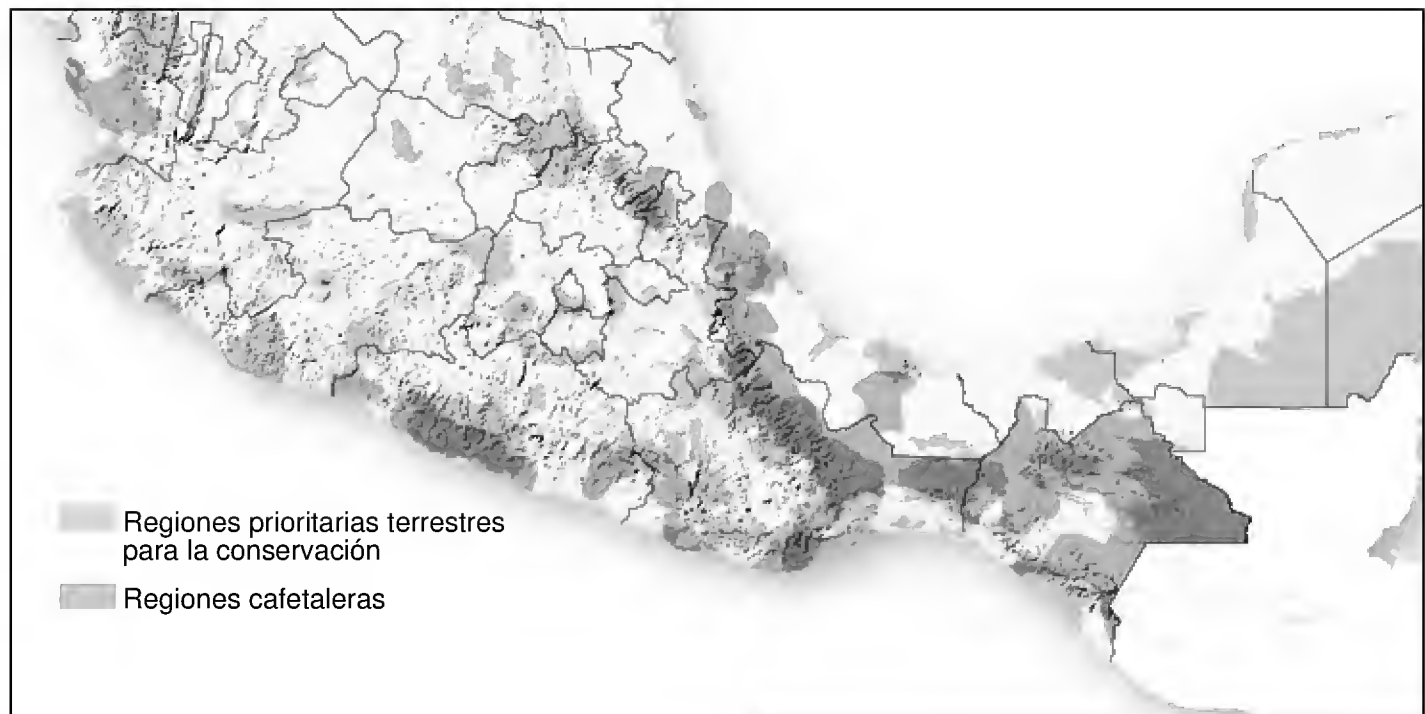 Regiones prioritarias terrestres
para la conservación
Regiones cafetaleras